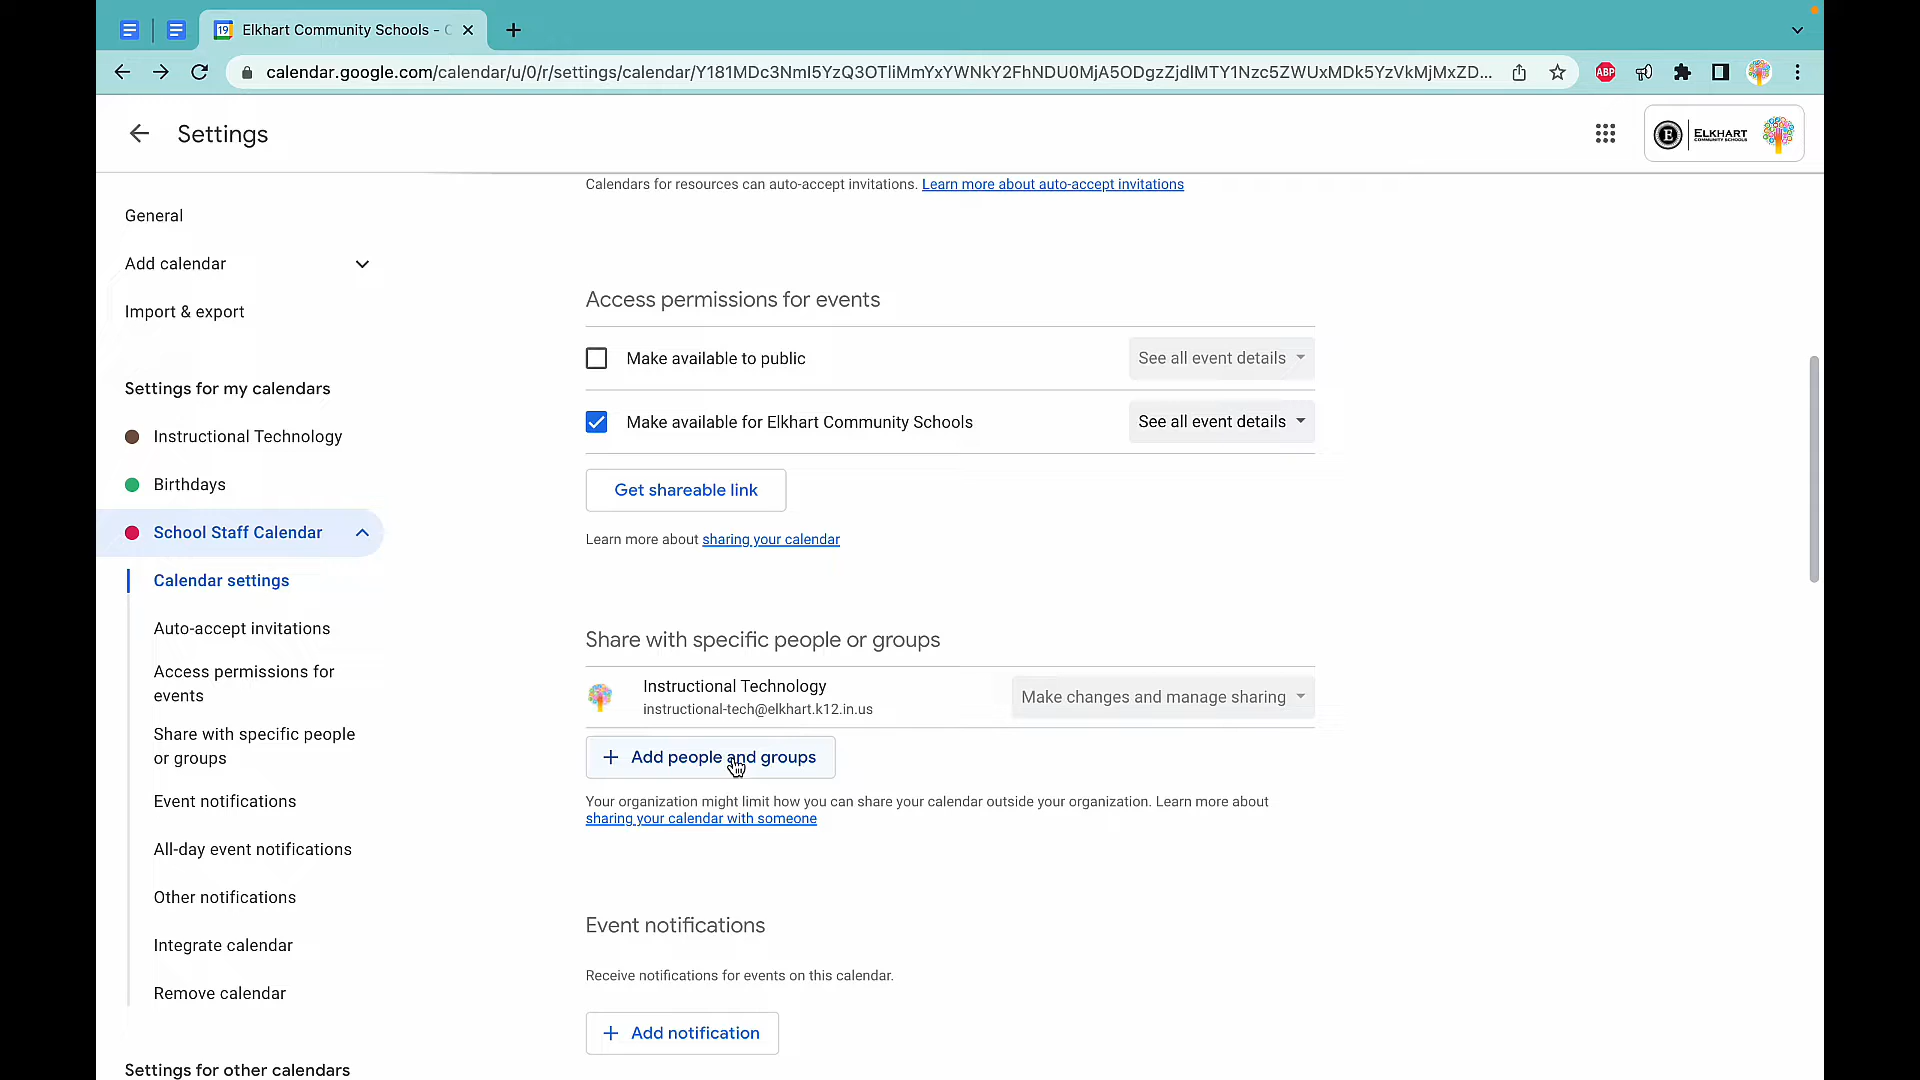 19
Elkhart Community Schools - C
calendar.google.com/calendar/u/0/r/settings/calendar/Y181MDc3NmI5YzQ3OTliMmYxYWNkY2FhNDU0MjA5ODgzZjdlMTY1Nzc5ZWUxMDk5YzVkMjMxZD...
ABP
Settings
E
ELKHART
COMMUNITY SCHOOLS
Calendars for resources can auto-accept invitations. Learn more about auto-accept invitations
General
Add calendar
Import & export
Settings for my calendars
Instructional Technology
Birthdays
School Staff Calendar
Calendar settings
Auto-accept invitations
Access permissions for
events
Share with specific people
or groups
Event notifications
All-day event notifications
Other notifications
Integrate calendar
Remove calendar
Settings for other calendars
Access permissions for events
Make available to public
See all event details
Make available for Elkhart Community Schools
See all event details
Get shareable link
Learn more about sharing your calendar
Share with specific people or groups
Instructional Technology
instructional-tech@elkhart.k12.in.us
Make changes and manage sharing
+ Add people and groups
Your organization might limit how you can share your calendar outside your organization. Learn more about
sharing your calendar with someone
Event notifications
Receive notifications for events on this calendar.
+ Add notification